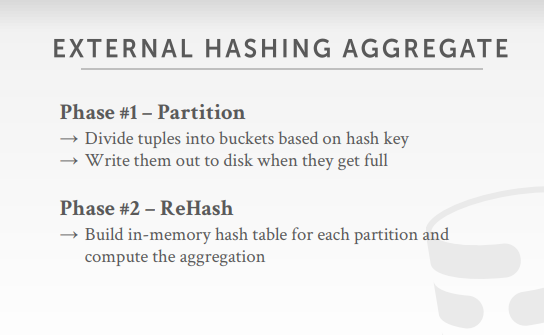 EXTERNAL HASHING AGGREGATE
Phase #1 – Partition
→ Divide tuples into buckets based on hash key
→ Write them out to disk when they get full
Phase #2 – ReHash
→ Build in-memory hash table for each partition and
compute the aggregation